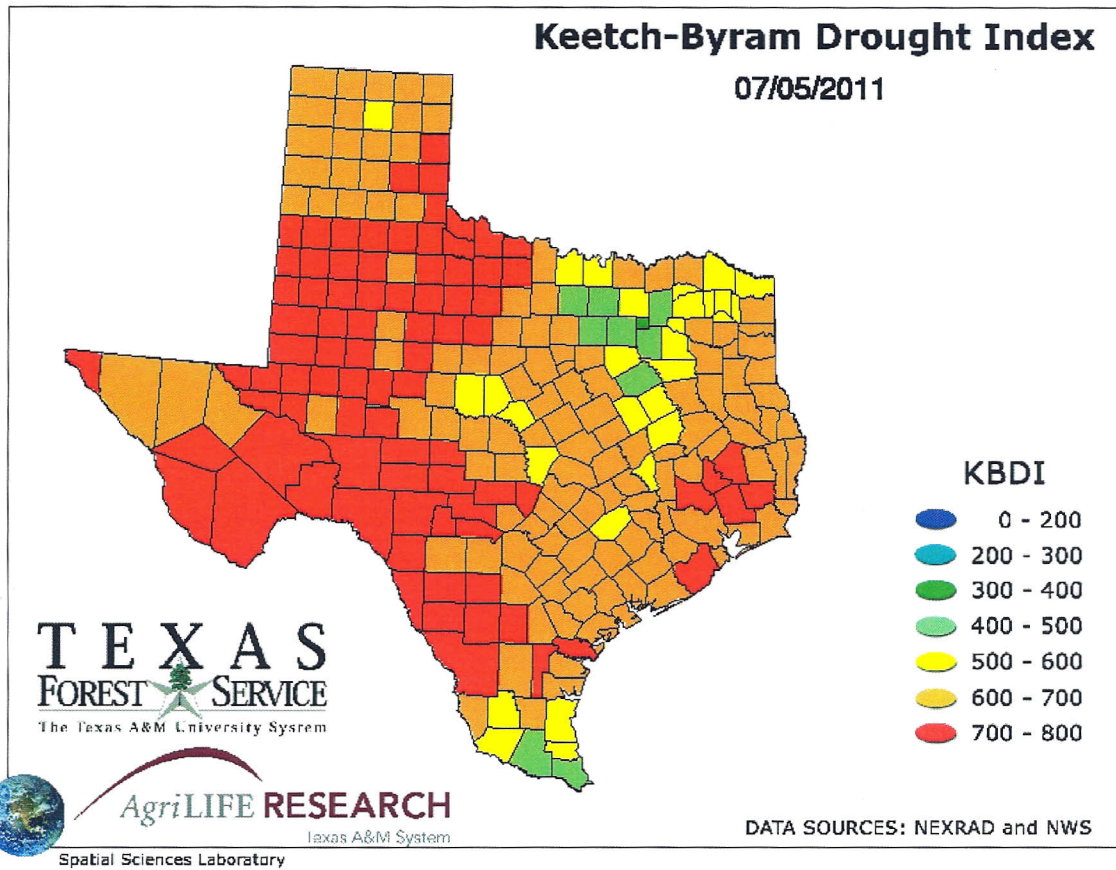 Keetch-Byram Drought Index
07/05/2011
KBDI
0 - 200
200 - 300
300 - 400
400 - 500
500 - 600
600 - 700
700 - 800
TEXAS
FOREST SERVICE
The Texas A&M University System
AgriLIFE RESEARCH
Texas A&M System
DATA SOURCES: NEXRAD and NWS
Spatial Sciences Laboratory